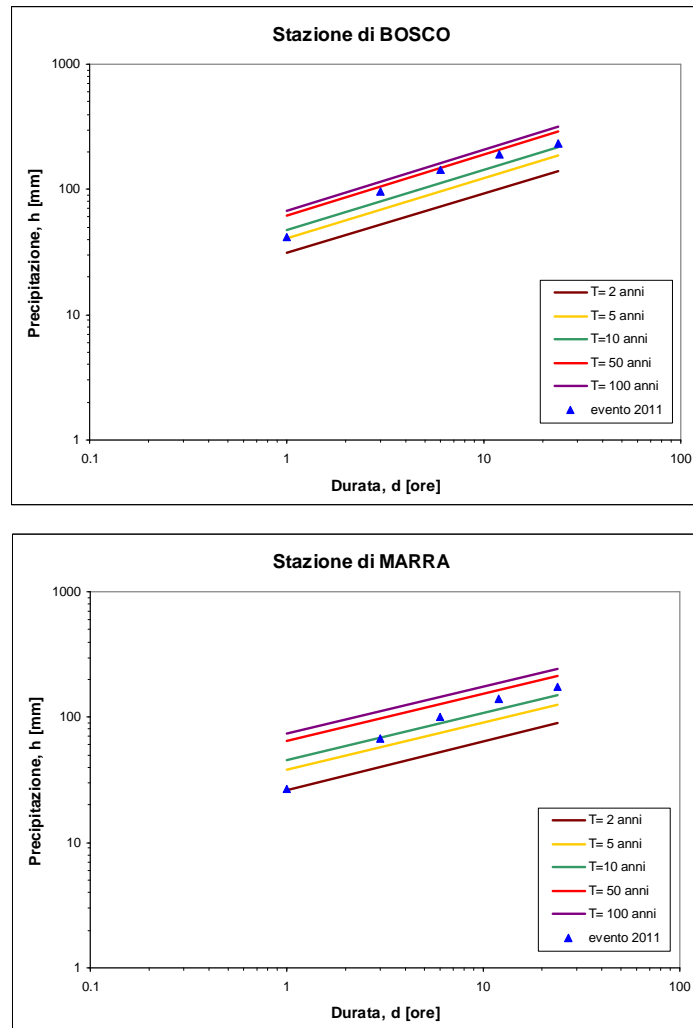 Stazione di BOSCO
Precipitazione, h [mm]
1000
100
10
1
0.1
1
10
100
Durata, d [ore]
T= 2 anni
T= 5 anni
T=10 anni
T= 50 anni
T= 100 anni
evento 2011
Stazione di MARRA
Precipitazione, h [mm]
1000
100
10
1
0.1
1
10
100
Durata, d [ore]
T= 2 anni
T= 5 anni
T=10 anni
T= 50 anni
T= 100 anni
evento 2011